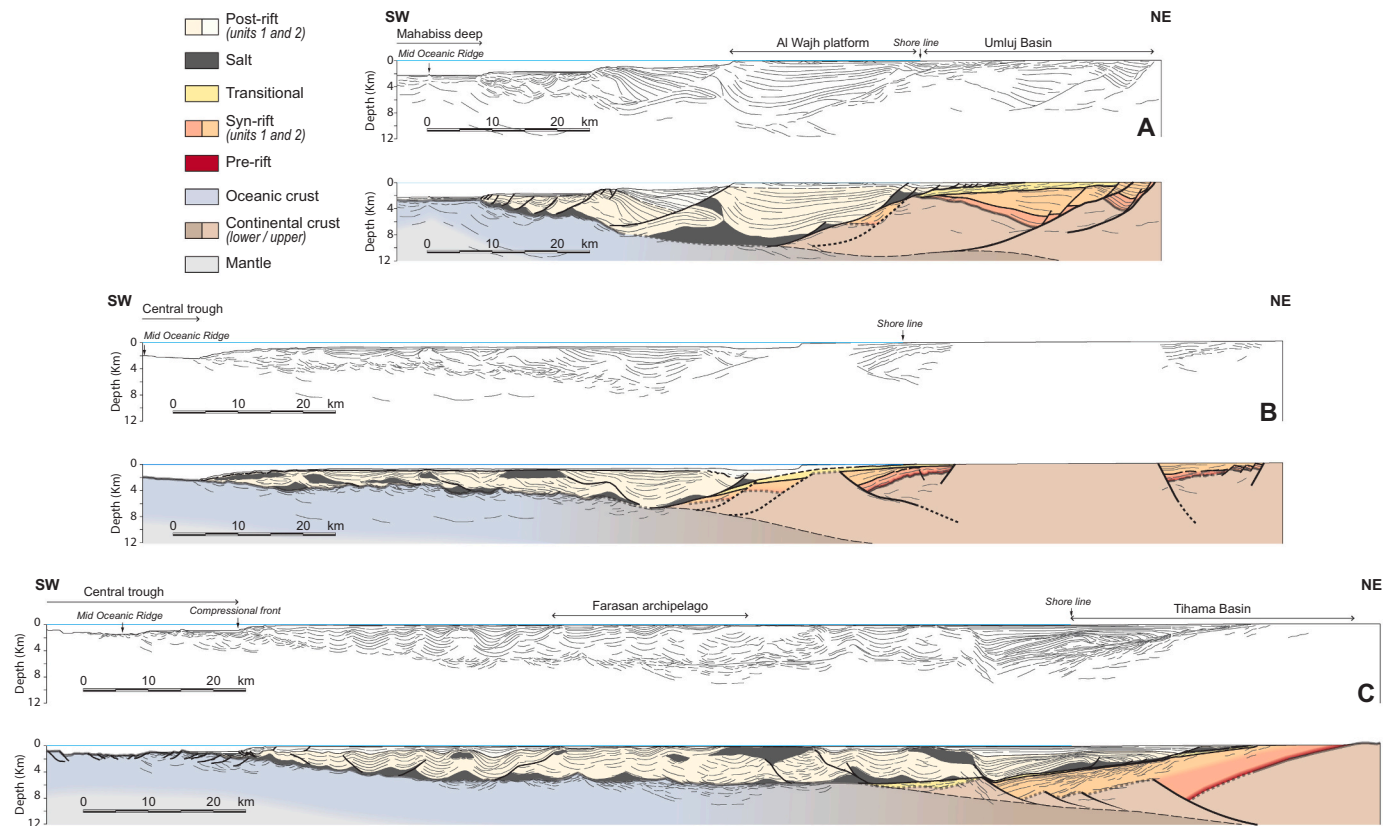 Post-rift
(units 1 and 2)
Salt
Transitional
Syn-rift
(units 1 and 2)
Pre-rift
Oceanic crust
Continental crust
(lower / upper)
Mantle
SW
NE
Mahabiss deep
Mid Oceanic Ridge
Al Wajh platform
Shore line
Umluj Basin
0
4
8
12
Depth (Km)
0 10 20 km
A
0
4
8
12
Depth (Km)
0 10 20 km
SW
NE
Central trough
Mid Oceanic Ridge
Shore line
0
4
8
12
Depth (Km)
0 10 20 km
B
0
4
8
12
Depth (Km)
0 10 20 km
SW
NE
Central trough
Mid Oceanic Ridge
Compressional front
Farasan archipelago
Shore line
Tihama Basin
0
4
8
12
Depth (Km)
0 10 20 km
C
0
4
8
12
Depth (Km)
0 10 20 km